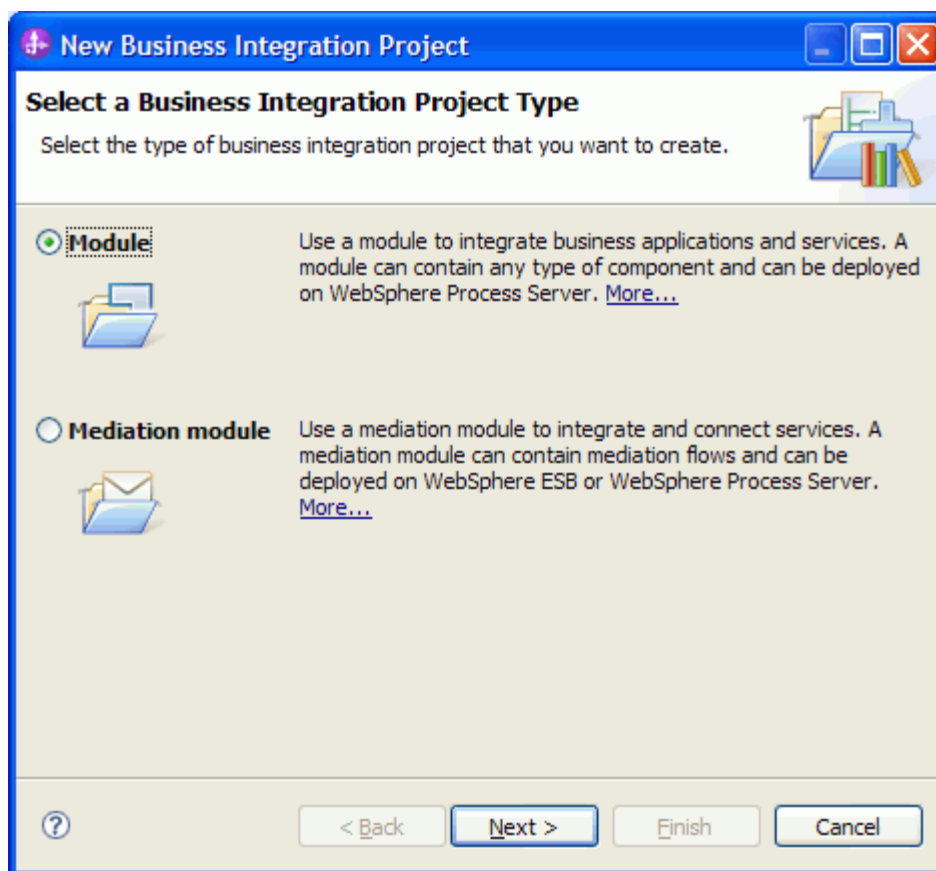 New Business Integration Project
Select a Business Integration Project Type
Select the type of business integration project that you want to create.
Module
Use a module to integrate business applications and services. A
module can contain any type of component and can be deployed
on WebSphere Process Server. More...
Mediation module
Use a mediation module to integrate and connect services. A
mediation module can contain mediation flows and can be
deployed on WebSphere ESB or WebSphere Process Server.
More...
?
< Back
Next >
Finish
Cancel